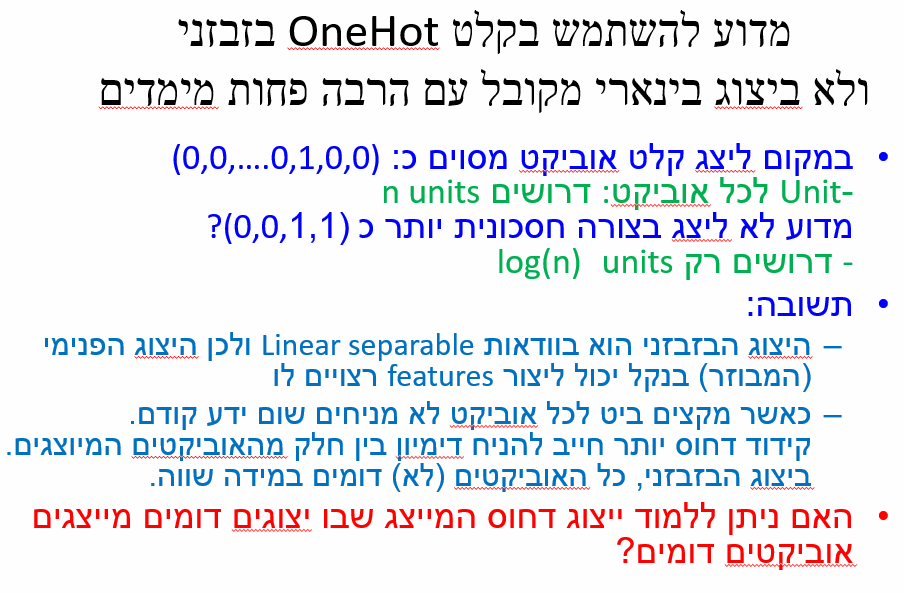 מדוע להשתמש בקלט OneHot בזבזני
ולא ביצוג בינארי מקובל עם הרבה פחות מימדים
• במקום ליצג קלט אוביקט מסוים כ: (0,0,....0,1,0,0)
-Unit לכל אוביקט: דרושים n units
מדוע לא ליצג בצורה חסכונית יותר כ (0,0,1,1)?
- דרושים רק log(n) units
• תשובה:
– היצוג הבזבזני הוא בוודאות Linear separable ולכן היצוג הפנימי
(המבוזר) בנקל יכול ליצור features רצויים לו
– כאשר מקצים ביט לכל אוביקט לא מניחים שום ידע קודם.
קידוד דחוס יותר חייב להניח דימיון בין חלק מהאוביקטים המיוצגים.
ביצוג הבזבזני, כל האוביקטים (לא) דומים במידה שווה.
• האם ניתן ללמוד ייצוג דחוס המייצג שבו יצוגים דומים מייצגים
אוביקטים דומים?